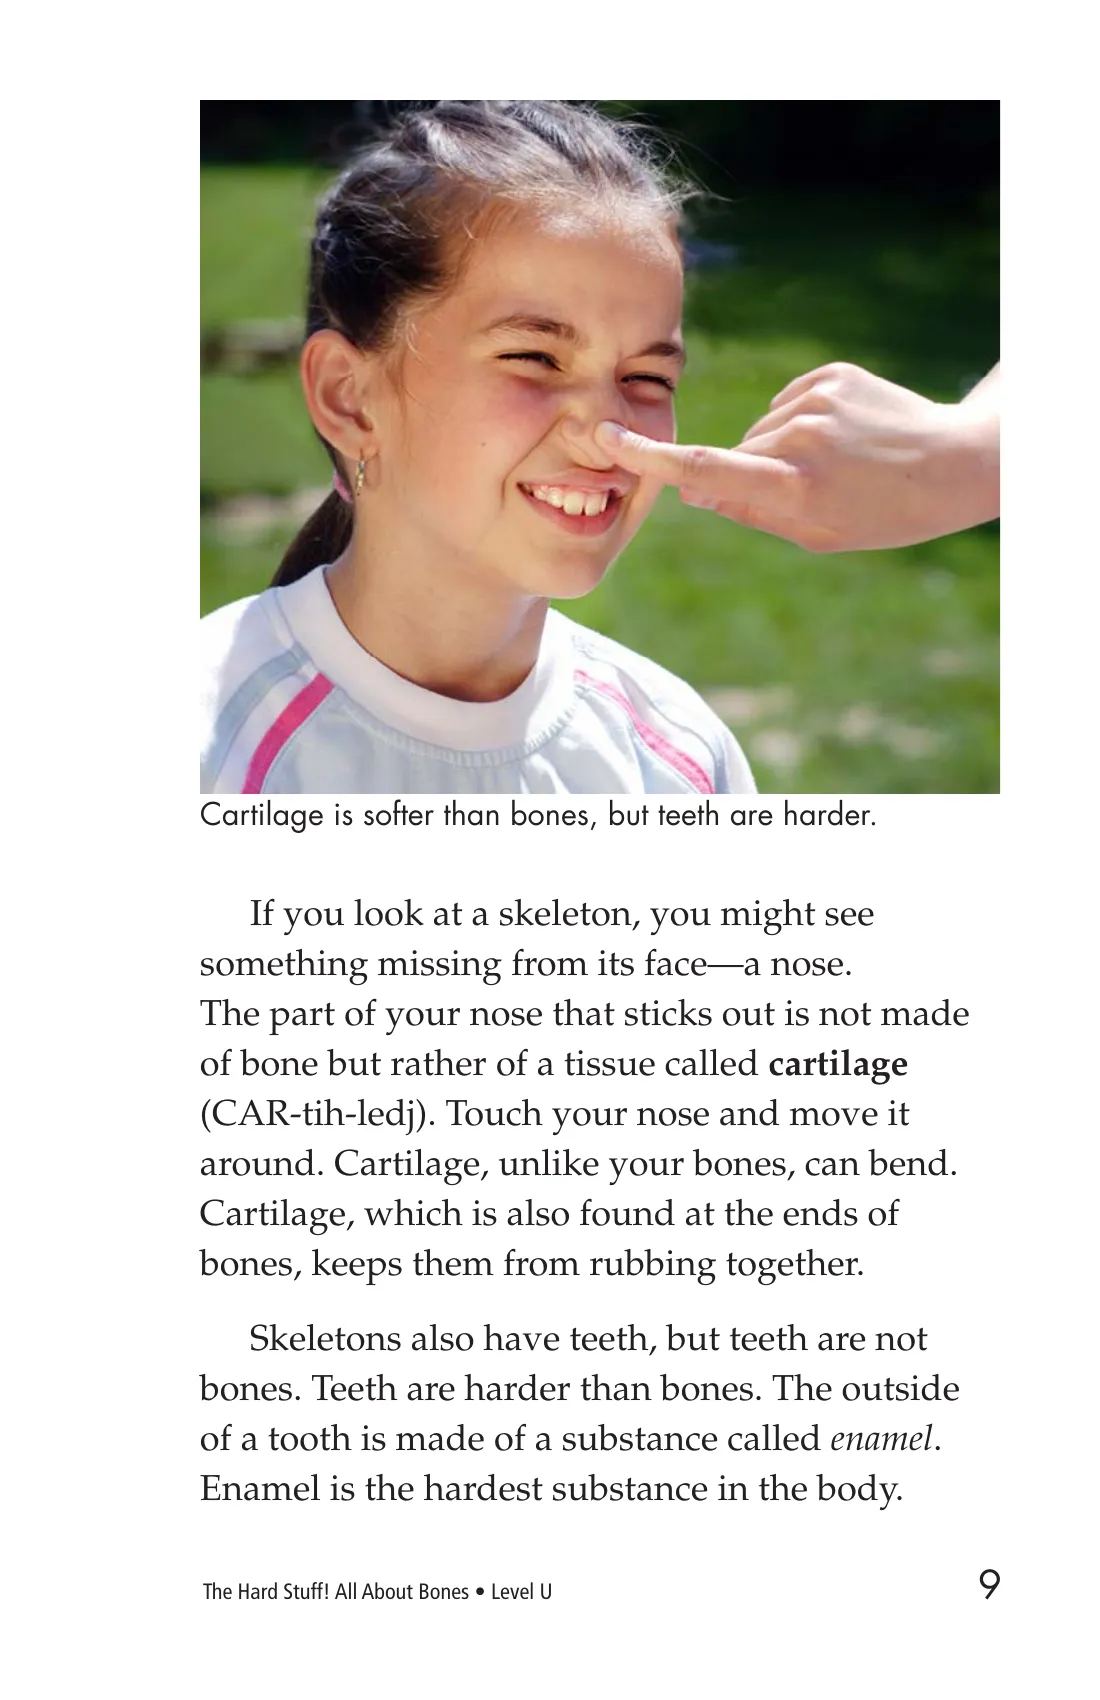 Cartilage is softer than bones, but teeth are harder.
If you look at a skeleton, you might see
something missing from its face—a nose.
The part of your nose that sticks out is not made
of bone but rather of a tissue called cartilage
(CAR-tih-ledj). Touch your nose and move it
around. Cartilage, unlike your bones, can bend.
Cartilage, which is also found at the ends of
bones, keeps them from rubbing together.
Skeletons also have teeth, but teeth are not
bones. Teeth are harder than bones. The outside
of a tooth is made of a substance called enamel.
Enamel is the hardest substance in the body.
The Hard Stuff! All About Bones • Level U
9